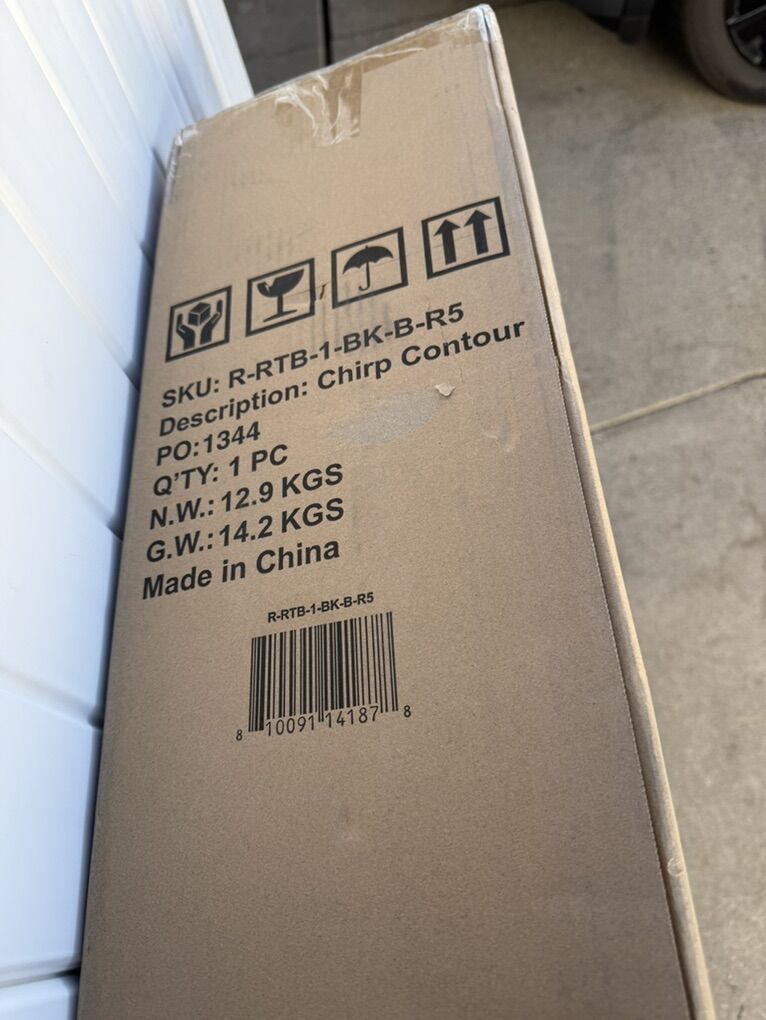 SKU: R-RTB-1-BK-B-R5
Description: Chirp Contour
PO:1344
Q'TY: 1 PC
N.W.: 12.9 KGS
G.W.: 14.2 KGS
Made in China
R-RTB-1-BK-B-R5
8 10091 14187 8